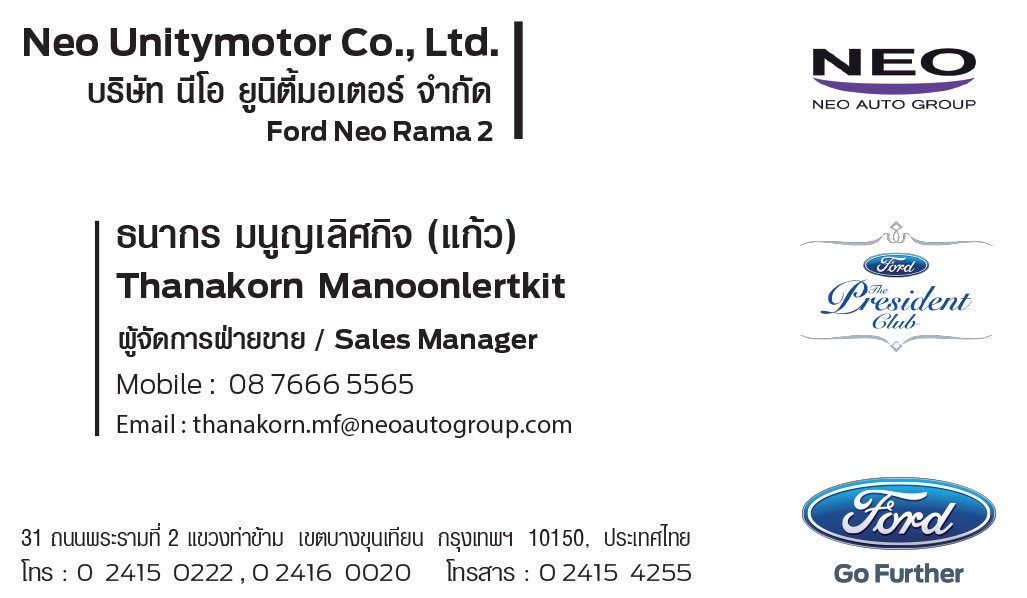 Neo Unitymotor Co., Ltd.
บริษัท นีโอ ยูนิตี้มอเตอร์ จำกัด
Ford Neo Rama 2
NEO
NEO AUTO GROUP
ธนากร มนูญเลิศกิจ (แก้ว)
Thanakorn Manoonlertkit
ผู้จัดการฝ่ายขาย / Sales Manager
Mobile : 08 7666 5565
Email : thanakorn.mf@neoautogroup.com
Ford
The
President
Club
31 ถนนพระรามที่ 2 แขวงท่าข้าม เขตบางขุนเทียน กรุงเทพฯ 10150, ประเทศไทย
โทร : 0 2415 0222 , 0 2416 0020 โทรสาร : 0 2415 4255
Ford
Go Further